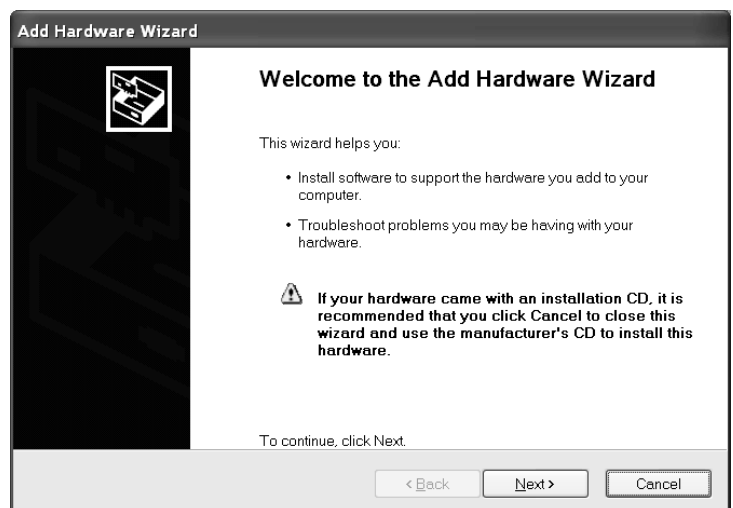 Add Hardware Wizard
Welcome to the Add Hardware Wizard
This wizard helps you:
• Install software to support the hardware you add to your
computer.
• Troubleshoot problems you may be having with your
hardware.
If your hardware came with an installation CD, it is
recommended that you click Cancel to close this
wizard and use the manufacturer's CD to install this
hardware.
To continue, click Next.
< Back Next > Cancel